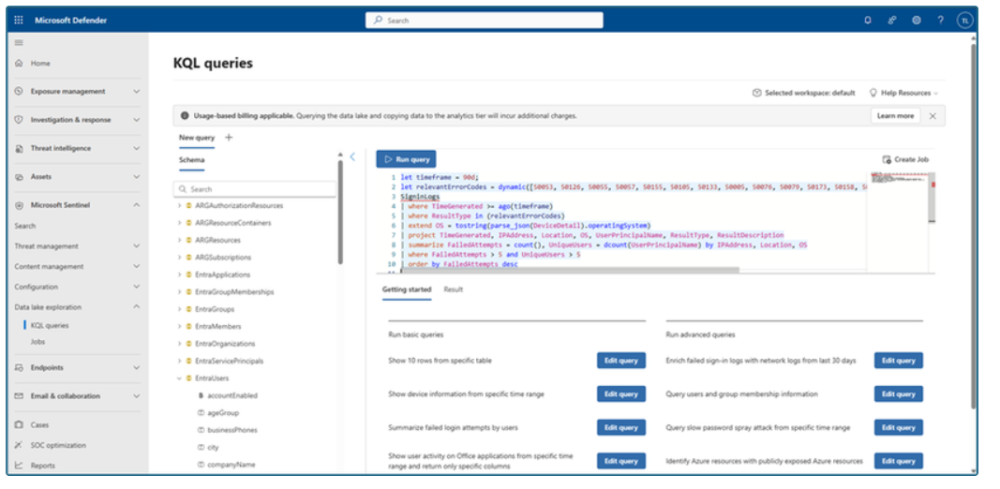 Microsoft Defender
Search
TL
Home
Exposure management
Investigation & response
Threat intelligence
Assets
Microsoft Sentinel
Search
Threat management
Content management
Configuration
Data lake exploration
KQL queries
Jobs
Endpoints
Email & collaboration
Cases
SOC optimization
Reports
KQL queries
Selected workspace: default
Help Resources
Usage-based billing applicable. Querying the data lake and copying data to the analytics tier will incur additional charges.
Learn more
New query
Schema
Search
ARGAuthorizationResources
ARGResourceContainers
ARGResources
ARGSubscriptions
EntraApplications
EntraGroupMemberships
EntraGroups
EntraMembers
EntraOrganizations
EntraServicePrincipals
EntraUsers
B accountEnabled
ageGroup
businessPhones
city
companyName
Run query
Create Job
1 let timeframe = 90d;
2 let relevantErrorCodes = dynamic([50053, 50126, 50055, 50057, 50155, 50105, 50133, 50005, 50076, 50079, 50173, 50158, 5
3 SigninLogs
4 | where TimeGenerated >= ago(timeframe)
5 | where ResultType in (relevantErrorCodes)
6 | extend OS = tostring(parse_json(DeviceDetail).operatingSystem)
7 | project TimeGenerated, IPAddress, Location, OS, UserPrincipalName, ResultType, ResultDescription
8 | summarize FailedAttempts = count(), UniqueUsers = dcount(UserPrincipalName) by IPAddress, Location, OS
9 | where FailedAttempts > 5 and UniqueUsers > 5
10 | order by FailedAttempts desc
Getting started
Result
Run basic queries
Show 10 rows from specific table
Edit query
Show device information from specific time range
Edit query
Summarize failed login attempts by users
Edit query
Show user activity on Office applications from specific time
range and return only specific columns
Edit query
Run advanced queries
Enrich failed sign-in logs with network logs from last 30 days
Edit query
Query users and group membership information
Edit query
Query slow password spray attack from specific time range
Edit query
Identify Azure resources with publicly exposed Azure resources
Edit query